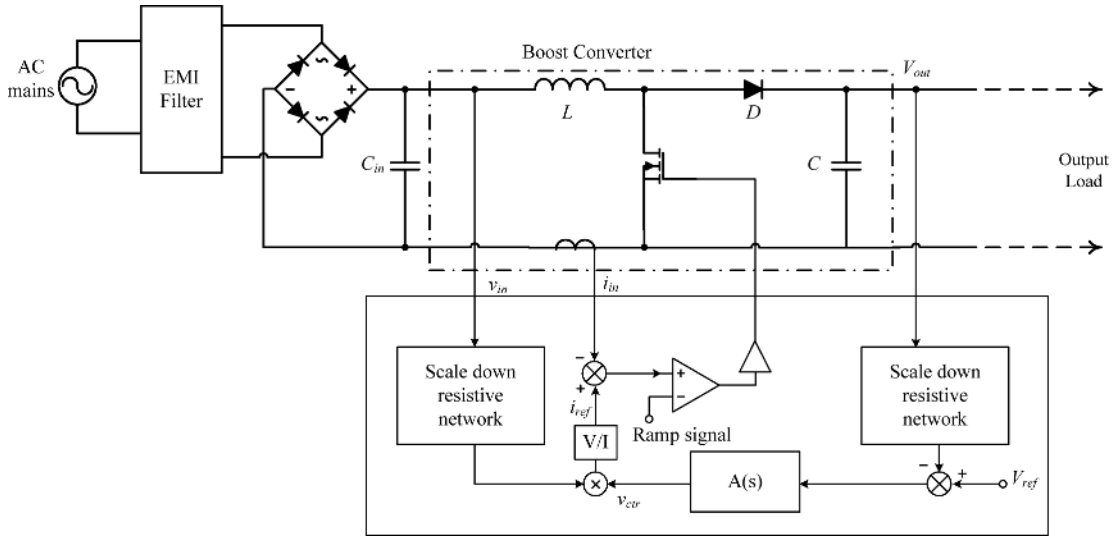 Boost Converter
AC
mains
EMI
Filter
~
−
+
~
C_in
L
D
C
V_out
Output
Load
v_in
i_in
Scale down
resistive
network
−
+
i_ref
V/I
+
−
Ramp signal
Scale down
resistive
network
×
v_ctr
A(s)
−
+
V_ref